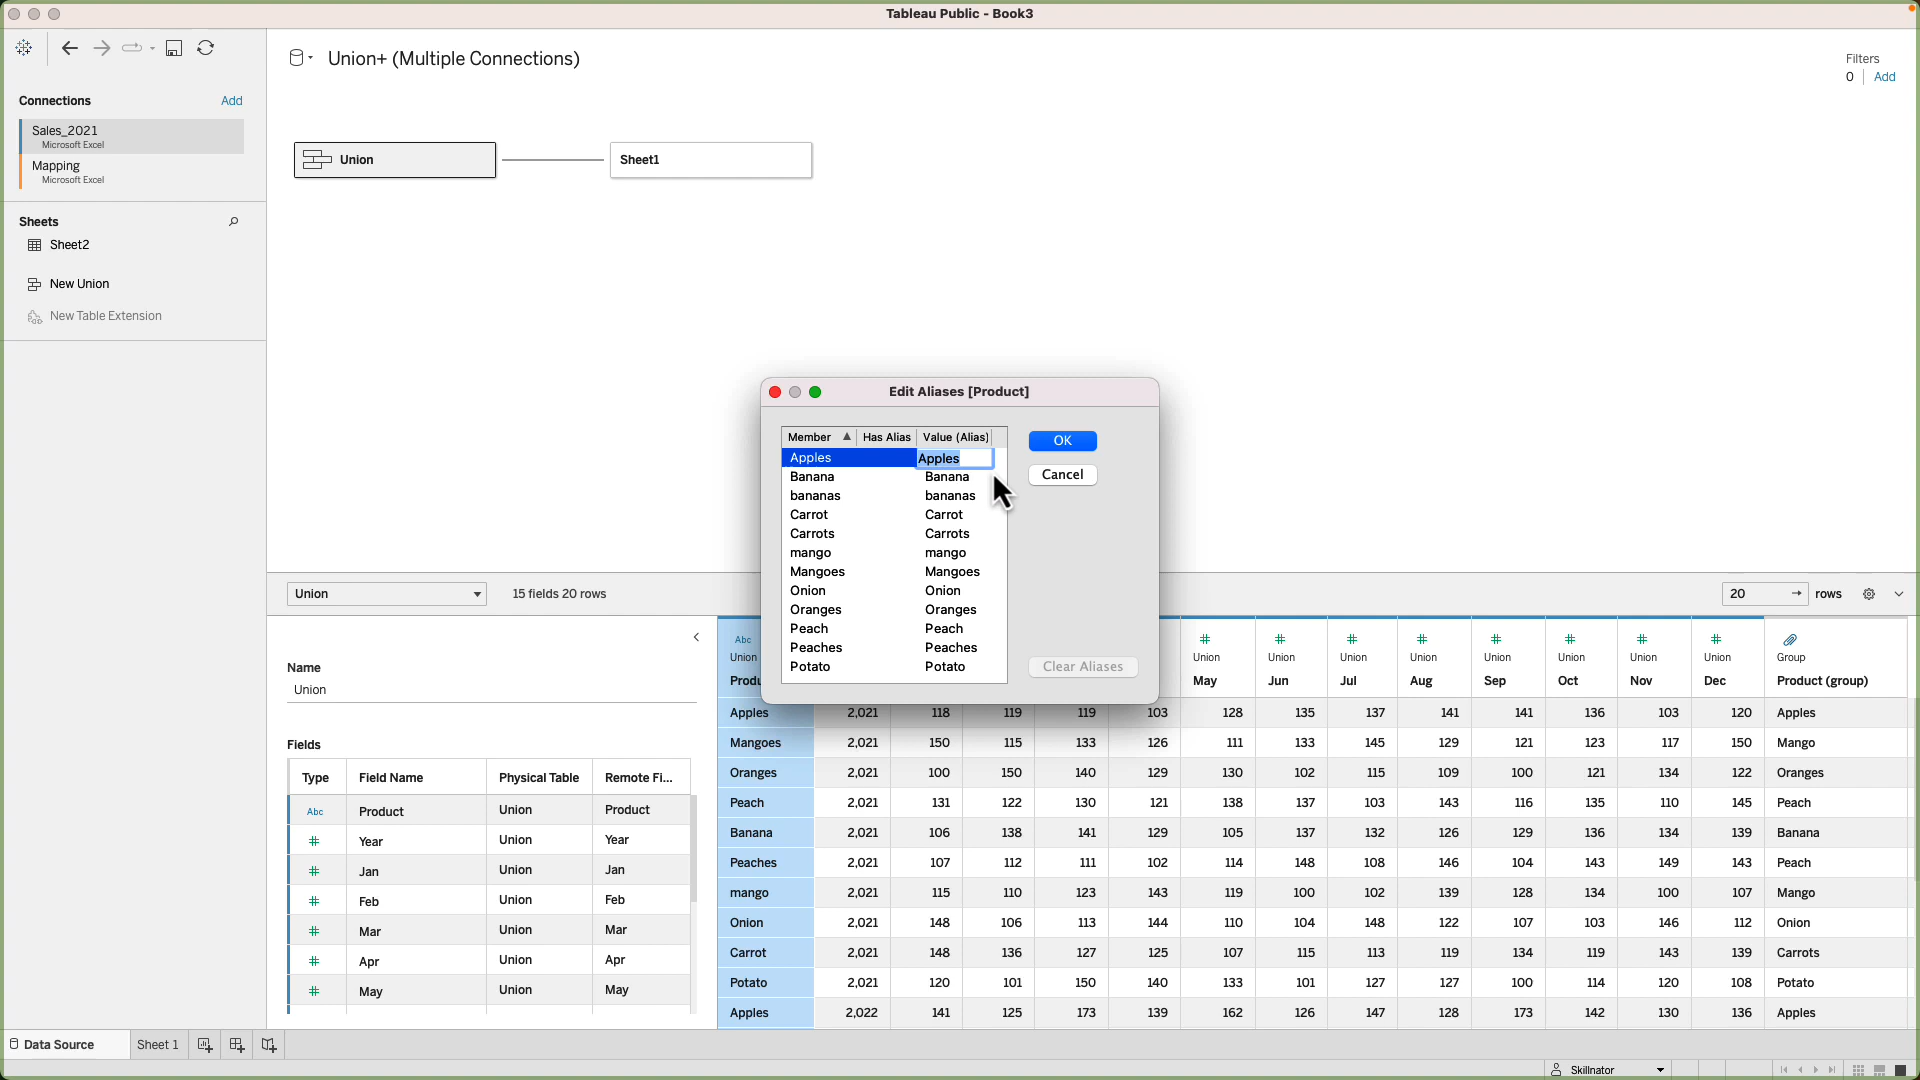 Tableau Public - Book3
Union+ (Multiple Connections)
Filters
0 Add
Connections Add
Sales_2021
Microsoft Excel
Mapping
Microsoft Excel
Sheets
Sheet2
New Union
New Table Extension
Union Sheet1
Edit Aliases [Product]
Member Has Alias Value (Alias)
Apples Apples
Banana Banana
bananas bananas
Carrot Carrot
Carrots Carrots
mango mango
Mangoes Mangoes
Onion Onion
Oranges Oranges
Peach Peach
Peaches Peaches
Potato Potato
OK
Cancel
Clear Aliases
Union 15 fields 20 rows 20 rows
Name
Union
Fields
Type Field Name Physical Table Remote Fi...
Abc Product Union Product
# Year Union Year
# Jan Union Jan
# Feb Union Feb
# Mar Union Mar
# Apr Union Apr
# May Union May
Abc # # # # # # # #
Union Union Union Union Union Union Union Union Union Group
Produ May Jun Jul Aug Sep Oct Nov Dec Product (group)
Apples 2,021 118 119 119 103 128 135 137 141 141 136 103 120 Apples
Mangoes 2,021 150 115 133 126 111 133 145 129 121 123 117 150 Mango
Oranges 2,021 100 150 140 129 130 102 115 109 100 121 134 122 Oranges
Peach 2,021 131 122 130 121 138 137 103 143 116 135 110 145 Peach
Banana 2,021 106 138 141 129 105 137 132 126 129 136 134 139 Banana
Peaches 2,021 107 112 111 102 114 148 108 146 104 143 149 143 Peach
mango 2,021 115 110 123 143 119 100 102 139 128 134 100 107 Mango
Onion 2,021 148 106 113 144 110 104 148 122 107 103 146 112 Onion
Carrot 2,021 148 136 127 125 107 115 113 119 134 119 143 139 Carrots
Potato 2,021 120 101 150 140 133 101 127 127 100 114 120 108 Potato
Apples 2,022 141 125 173 139 162 126 147 128 173 142 130 136 Apples
Data Source Sheet 1
Skillnator